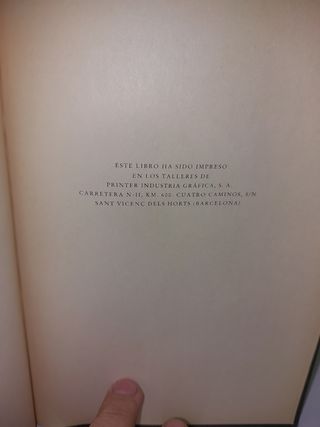 ESTE LIBRO HA SIDO IMPRESO
EN LOS TALLERES DE
PRINTER INDUSTRIA GRÁFICA, S. A.
CARRETERA N-II, KM. 600. CUATRO CAMINOS, S/N
SANT VICENÇ DELS HORTS (BARCELONA)